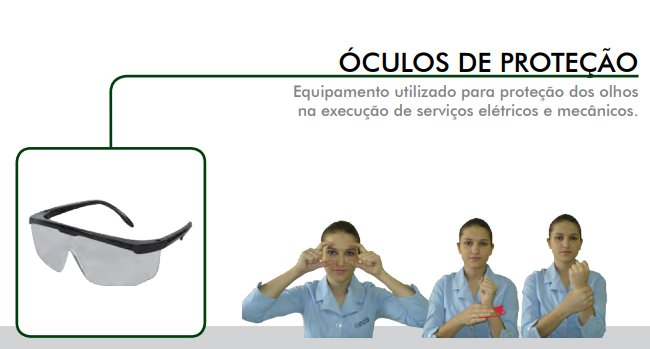 ÓCULOS DE PROTEÇÃO
Equipamento utilizado para proteção dos olhos
na execução de serviços elétricos e mecânicos.